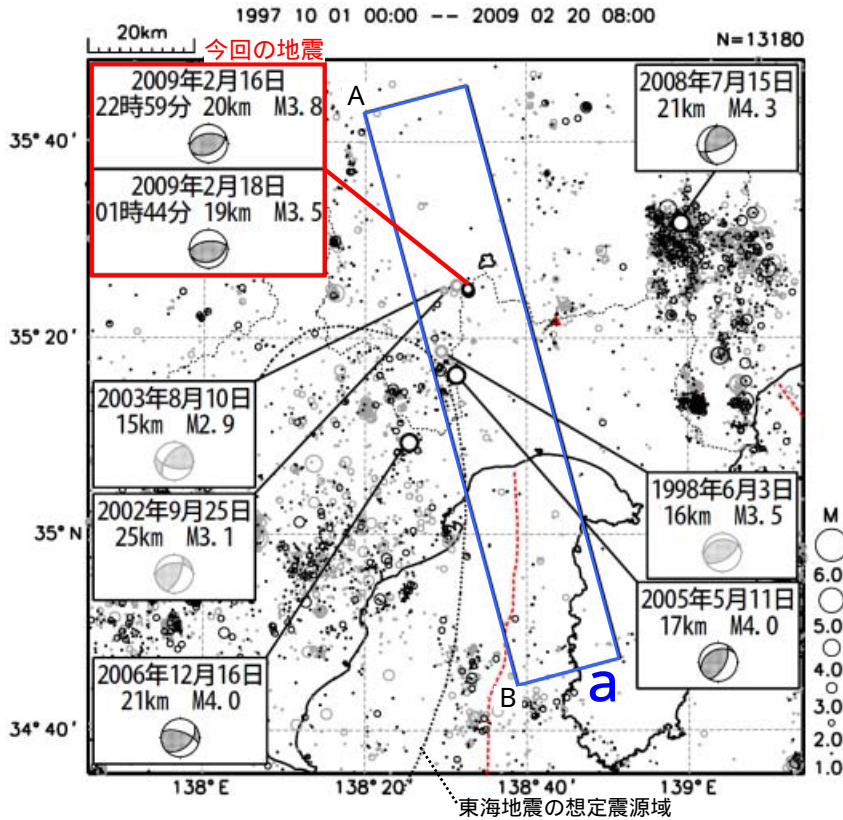 1997 10 01 00:00 -- 2009 02 20 08:00
20km
N=13180
今回の地震
2009年2月16日
22時59分 20km M3.8
2009年2月18日
01時44分 19km M3.5
A
2008年7月15日
21km M4.3
35°40′
35°20′
35°N
34°40′
2003年8月10日
15km M2.9
2002年9月25日
25km M3.1
2006年12月16日
21km M4.0
1998年6月3日
16km M3.5
2005年5月11日
17km M4.0
B
a
M
6.0
5.0
4.0
3.0
2.0
1.0
138°E
138°20′
138°40′
139°E
東海地震の想定震源域